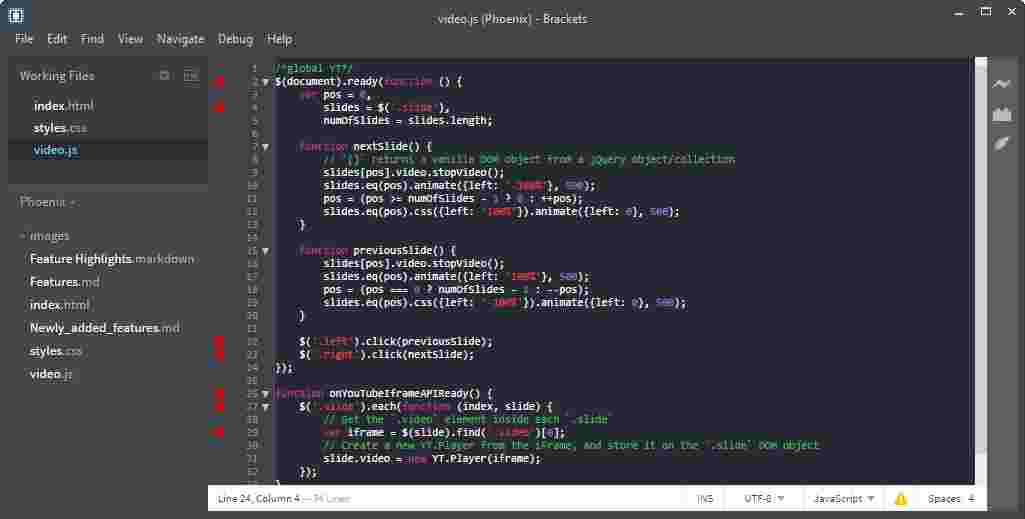 video.js (Phoenix) - Brackets
File Edit Find View Navigate Debug Help
Working Files
index.html
styles.css
video.js
Phoenix
images
Feature Highlights.markdown
Features.md
index.html
Newly_added_features.md
styles.css
video.js
1 /*global YT*/
2 $(document).ready(function () {
3 var pos = 0,
4 slides = $('.slide'),
5 numOfSlides = slides.length;
6
7 function nextSlide() {
8 // `[]` returns a vanilla DOM object from a jQuery object/collection
9 slides[pos].video.stopVideo();
10 slides.eq(pos).animate({left: '-100%'}, 500);
11 pos = (pos >= numOfSlides - 1 ? 0 : ++pos);
12 slides.eq(pos).css({left: '100%'}).animate({left: 0}, 500);
13 }
14
15 function previousSlide() {
16 slides[pos].video.stopVideo();
17 slides.eq(pos).animate({left: '100%'}, 500);
18 pos = (pos === 0 ? numOfSlides - 1 : --pos);
19 slides.eq(pos).css({left: '-100%'}).animate({left: 0}, 500);
20 }
21
22 $('.left').click(previousSlide);
23 $('.right').click(nextSlide);
24 });
25
26 function onYouTubeIframeAPIReady() {
27 $('.slide').each(function (index, slide) {
28 // Get the `.video` element inside each `.slide`
29 var iframe = $(slide).find('.video')[0];
30 // Create a new YT.Player from the iFrame, and store it on the `.slide` DOM object
31 slide.video = new YT.Player(iframe);
32 });
}
Line 24, Column 4 — 34 Lines
INS UTF-8 JavaScript Spaces: 4